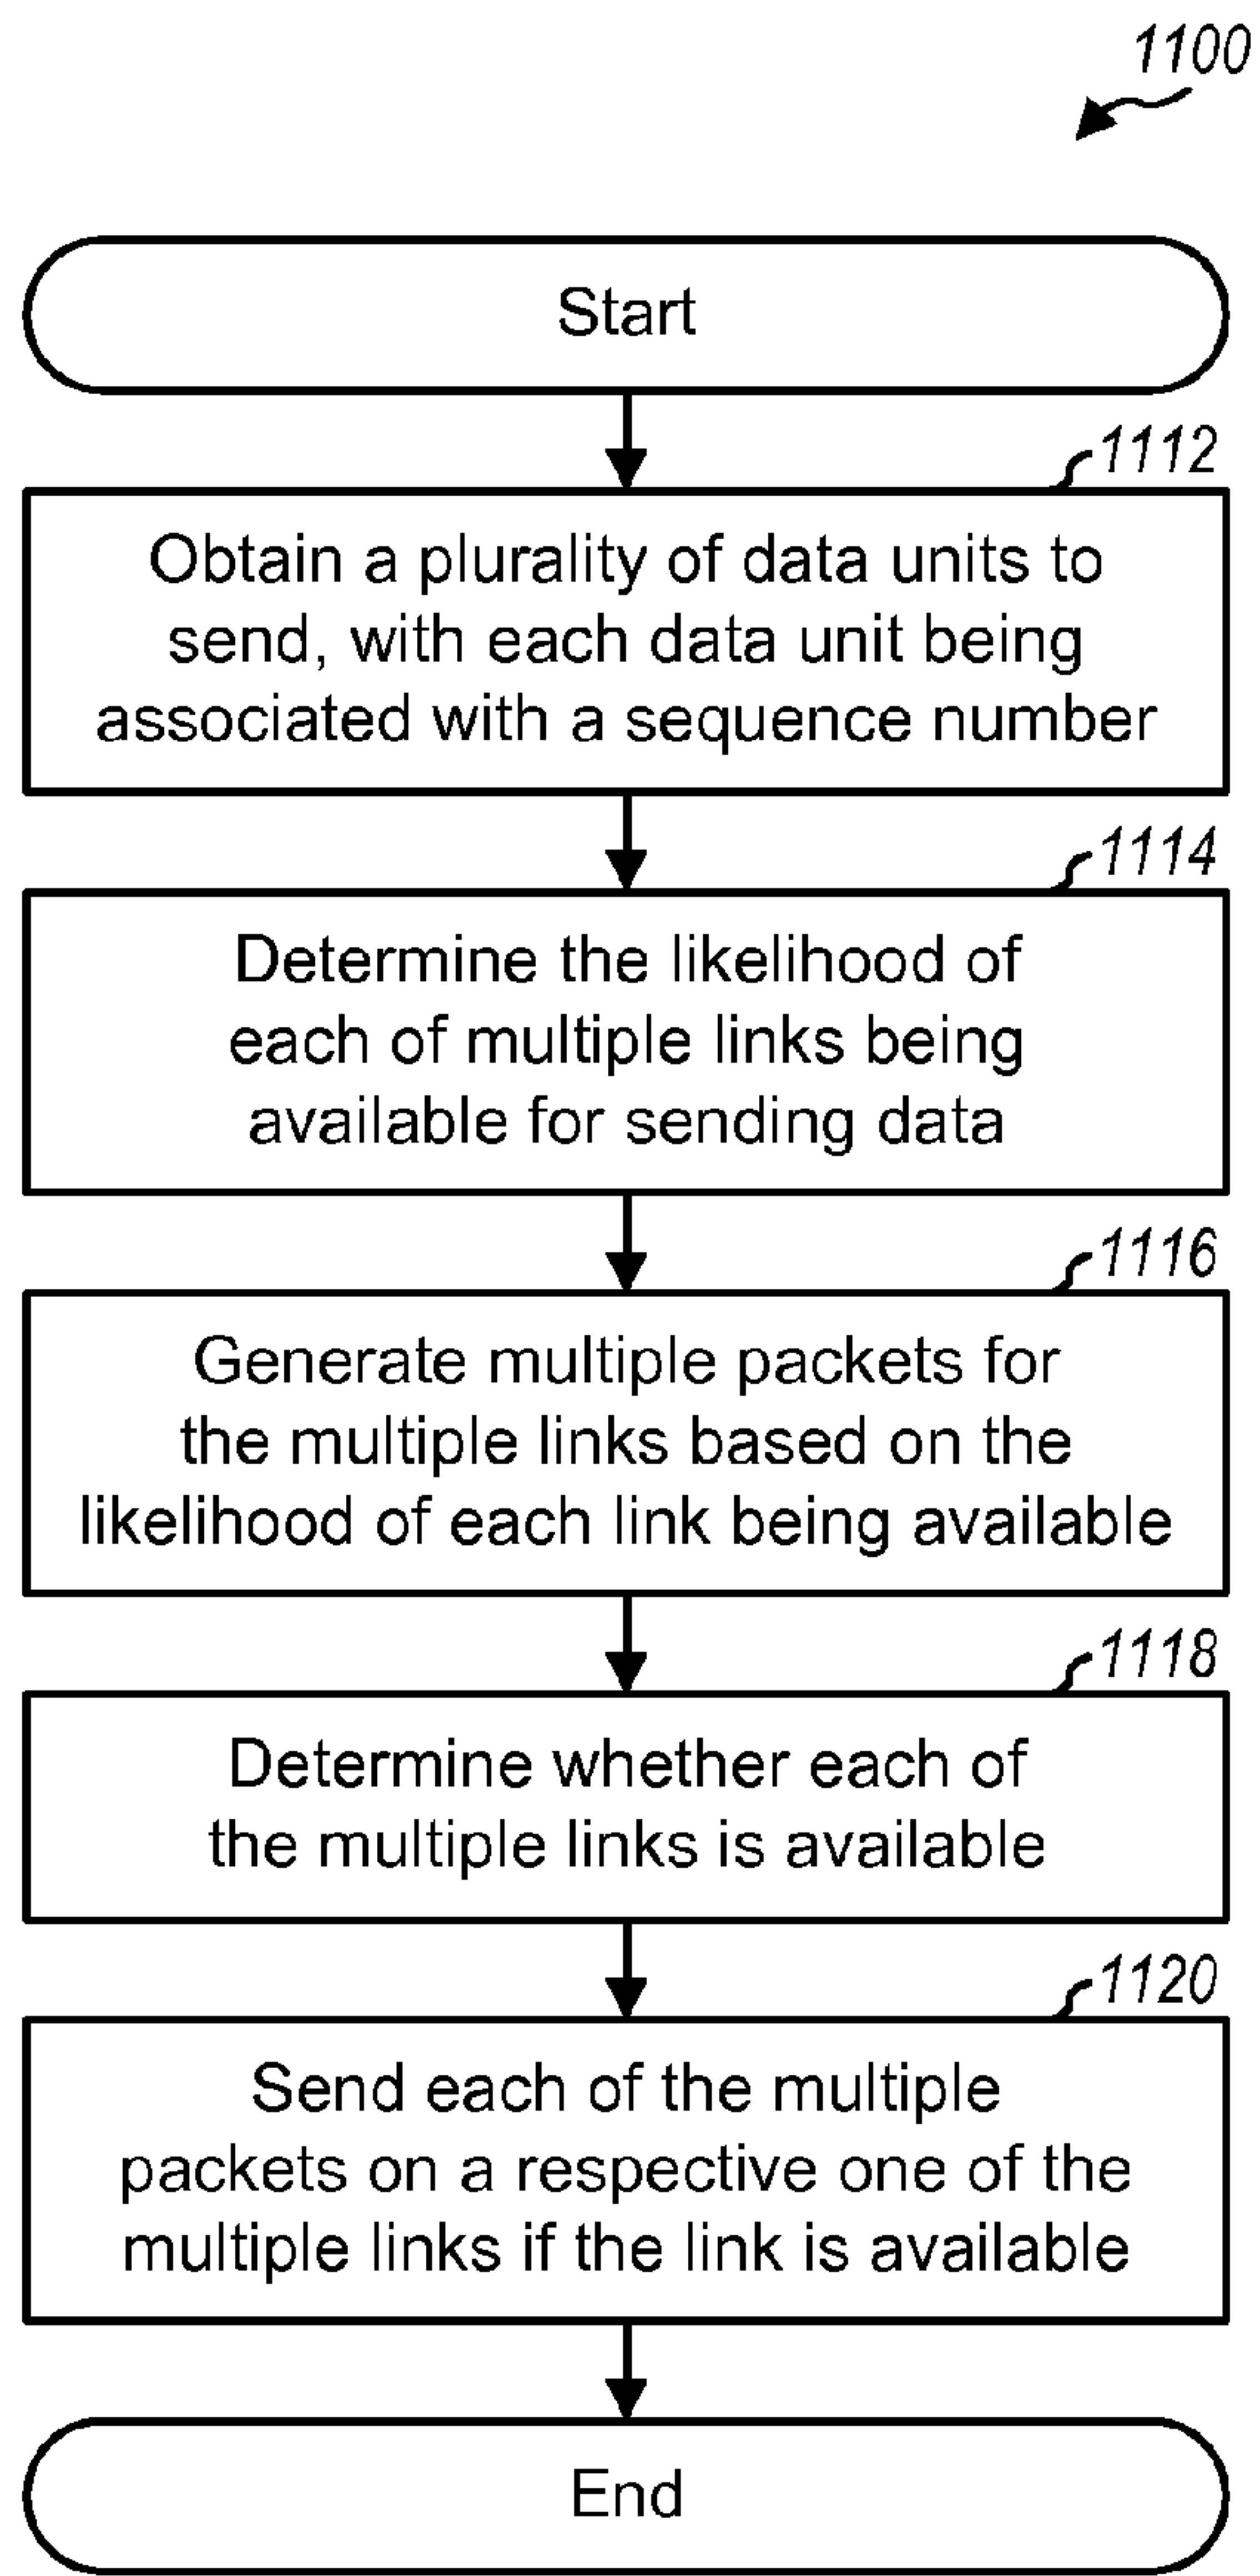 1100
Start
1112
Obtain a plurality of data units to
send, with each data unit being
associated with a sequence number
1114
Determine the likelihood of
each of multiple links being
available for sending data
1116
Generate multiple packets for
the multiple links based on the
likelihood of each link being available
1118
Determine whether each of
the multiple links is available
1120
Send each of the multiple
packets on a respective one of the
multiple links if the link is available
End